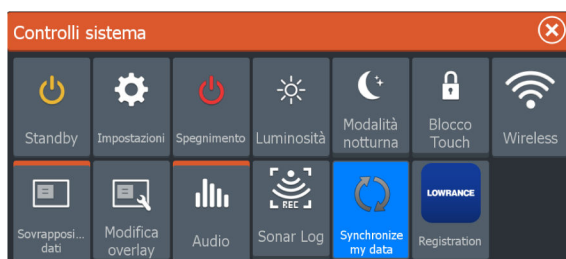 Controlli sistema
Standby
Impostazioni
Spegnimento
Luminosità
Modalità
notturna
Blocco
Touch
Wireless
Sovrapposi...
dati
Modifica
overlay
Audio
REC
Sonar Log
Synchronize
my data
LOWRANCE
Registration